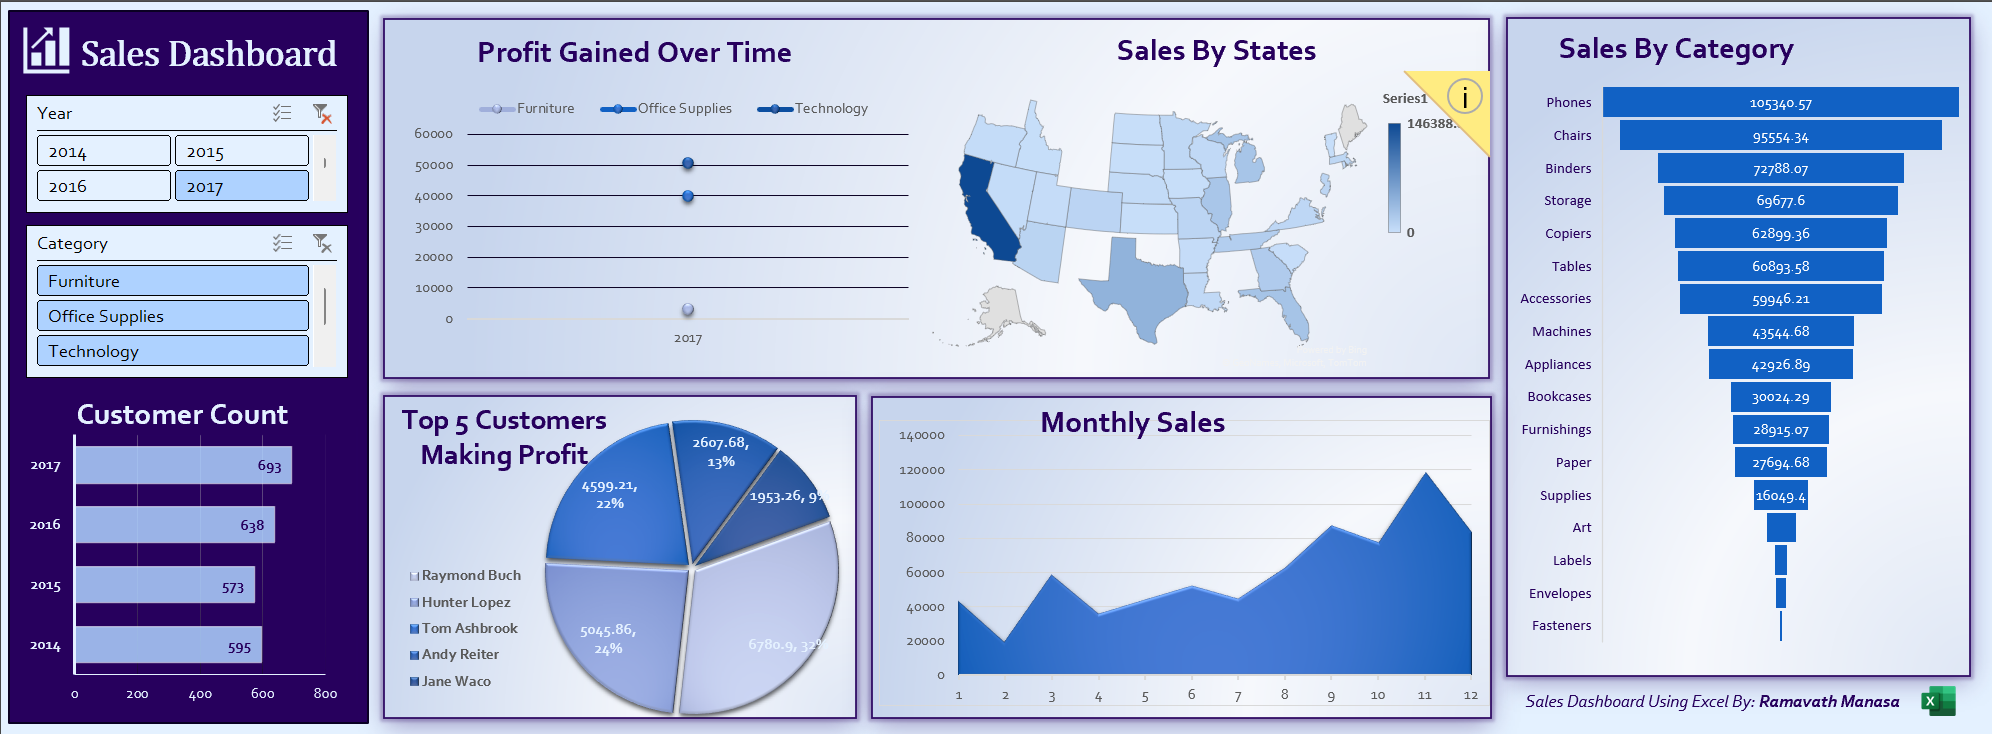 Sales Dashboard
Year
2014
2015
2016
2017
Category
Furniture
Office Supplies
Technology
Customer Count
2017
693
2016
638
2015
573
2014
595
0 200 400 600 800
Profit Gained Over Time
Furniture Office Supplies Technology
60000
50000
40000
30000
20000
10000
0
2017
Sales By States
Series1
146388.
0
i
Top 5 Customers
Making Profit
2607.68,
13%
4599.21,
22%
1953.26, 9%
5045.86,
24%
6780.9, 32%
Raymond Buch
Hunter Lopez
Tom Ashbrook
Andy Reiter
Jane Waco
Monthly Sales
140000
120000
100000
80000
60000
40000
20000
0
1 2 3 4 5 6 7 8 9 10 11 12
Sales By Category
Phones 105340.57
Chairs 95554.34
Binders 72788.07
Storage 69677.6
Copiers 62899.36
Tables 60893.58
Accessories 59946.21
Machines 43544.68
Appliances 42926.89
Bookcases 30024.29
Furnishings 28915.07
Paper 27694.68
Supplies 16049.4
Art
Labels
Envelopes
Fasteners
Sales Dashboard Using Excel By: Ramavath Manasa
X